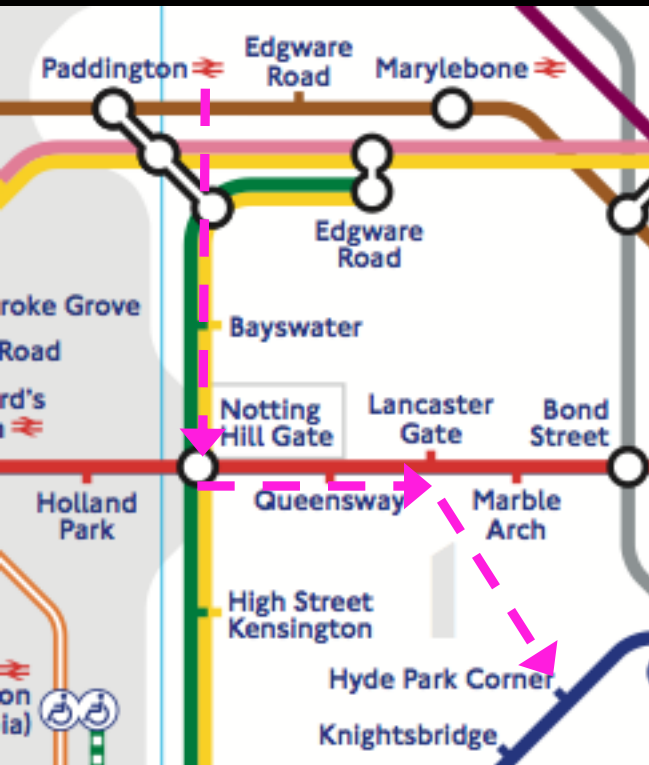 Paddington
Edgware
Road
Marylebone
Edgware
Road
roke Grove
Road
rd's
Bayswater
Notting
Hill Gate
Lancaster
Gate
Bond
Street
Holland
Park
Queensway
Marble
Arch
High Street
Kensington
Hyde Park Corner
on
ia)
Knightsbridge